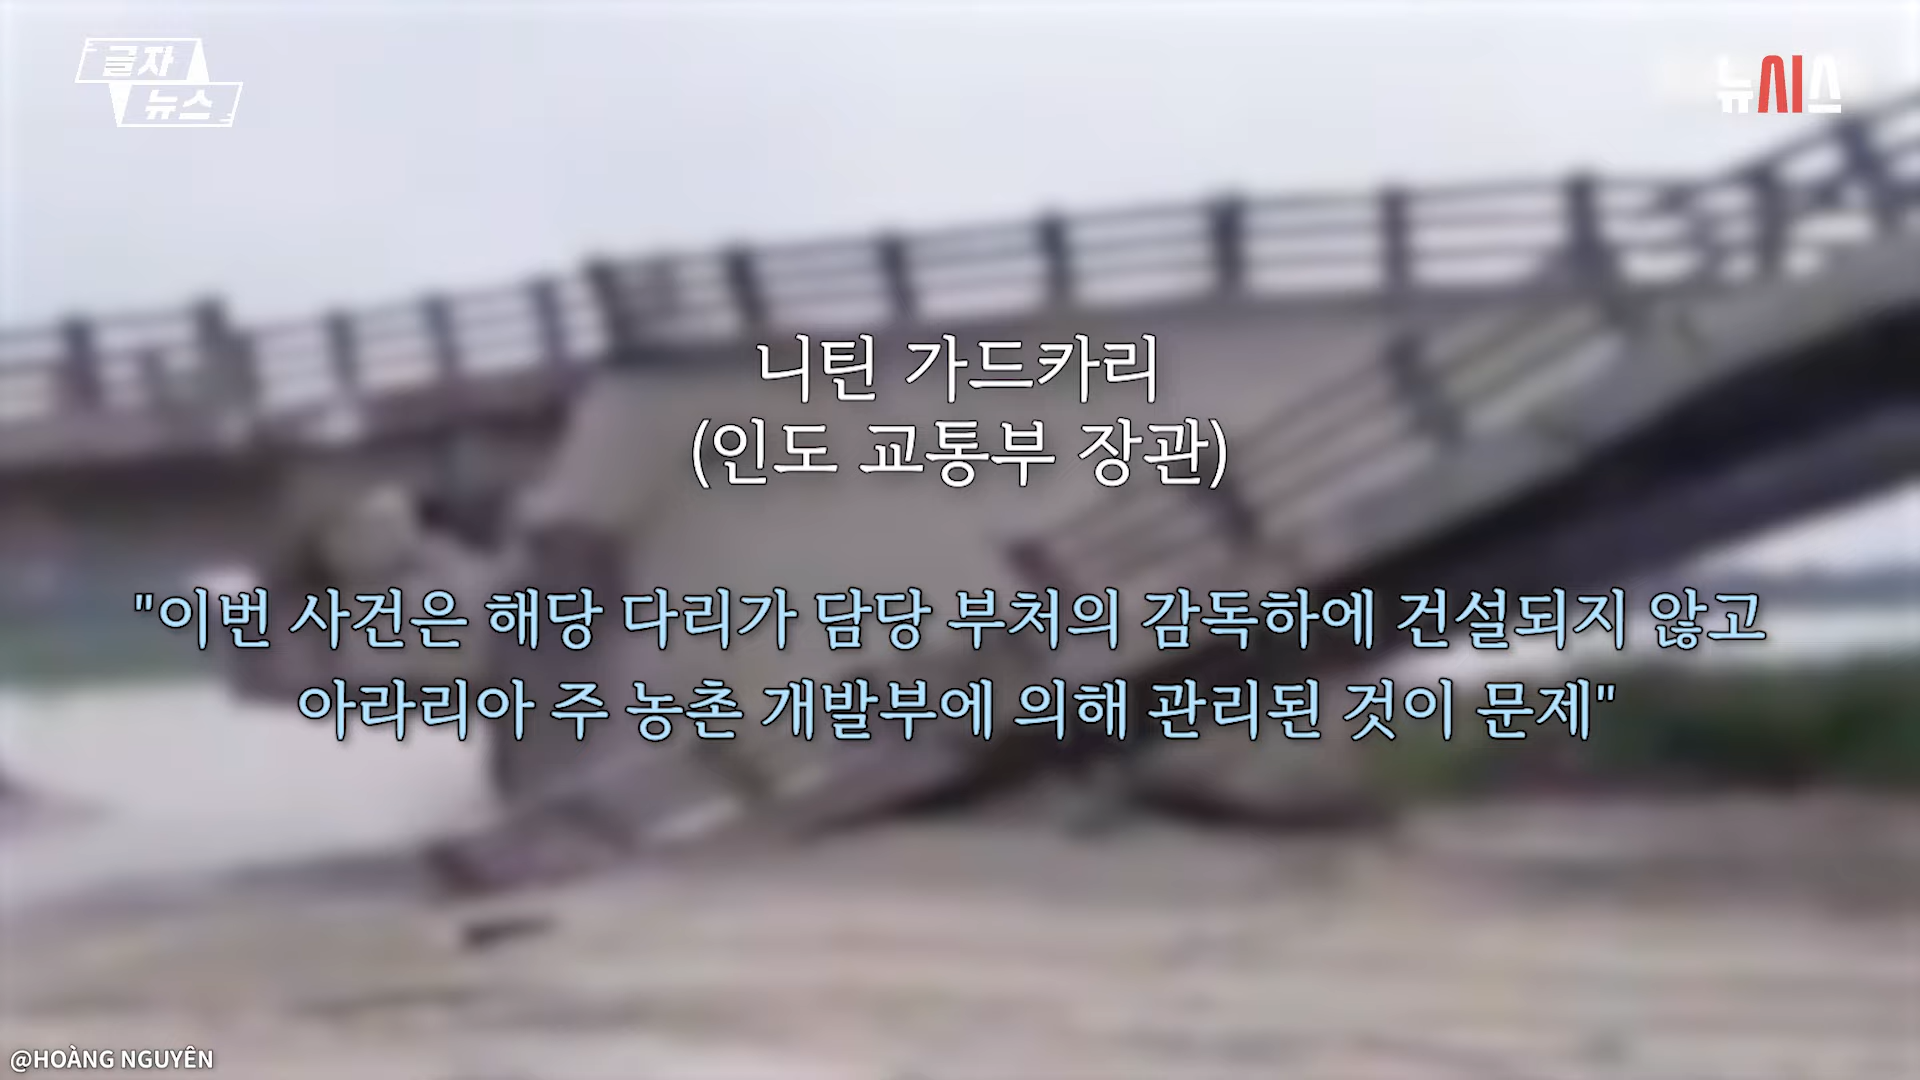 글자
뉴스
뉴시스
니틴 가드카리
(인도 교통부 장관)
"이번 사건은 해당 다리가 담당 부처의 감독하에 건설되지 않고
아라리아 주 농촌 개발부에 의해 관리된 것이 문제"
@HOÀNG NGUYÊN